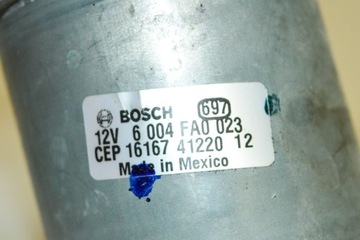 BOSCH 697
12V 6 004 FA0 023
CEP 16167 41220 12
Made in Mexico